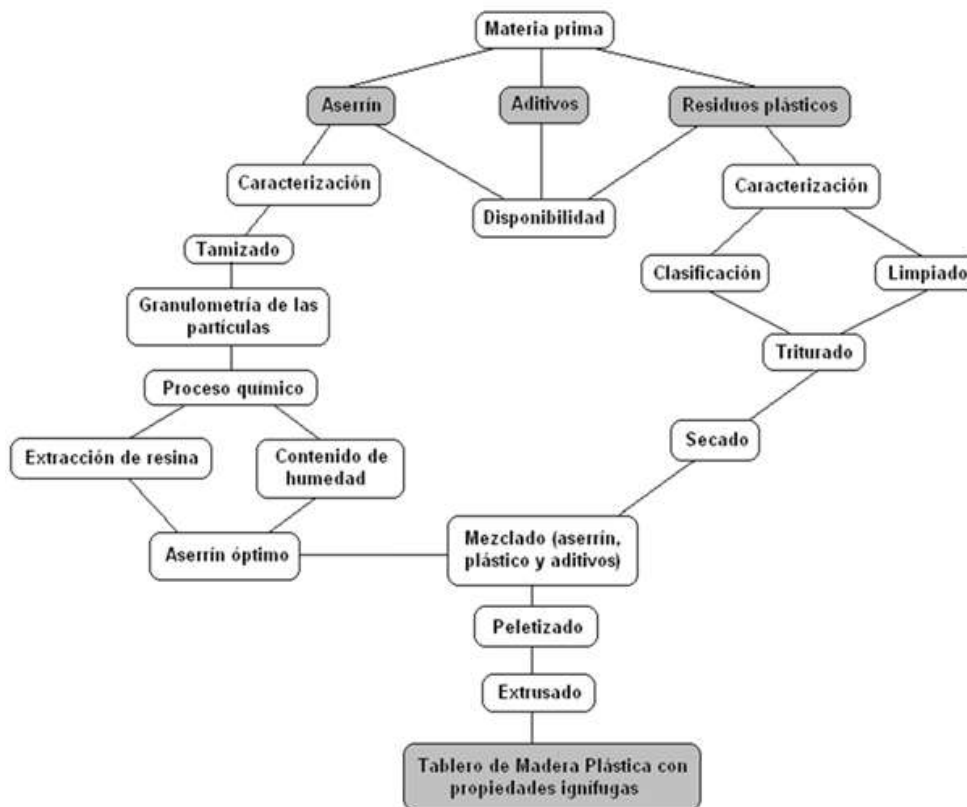 Materia prima
Aserrín
Aditivos
Residuos plásticos
Caracterización
Caracterización
Disponibilidad
Tamizado
Clasificación
Limpiado
Granulometría de las
partículas
Triturado
Proceso químico
Secado
Extracción de resina
Contenido de
humedad
Mezclado (aserrín,
plástico y aditivos)
Aserrín óptimo
Peletizado
Extrusado
Tablero de Madera Plástica con
propiedades ignífugas